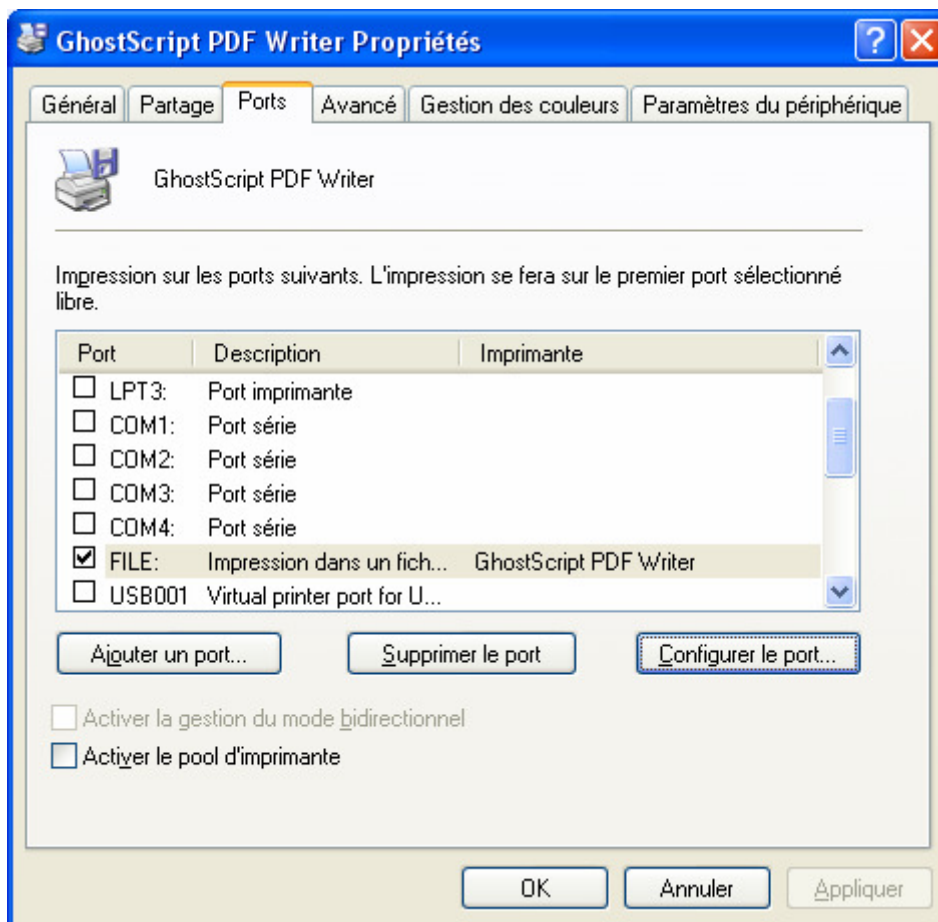 GhostScript PDF Writer Propriétés
Général Partage Ports Avancé Gestion des couleurs Paramètres du périphérique
GhostScript PDF Writer
Impression sur les ports suivants. L'impression se fera sur le premier port sélectionné
libre.
Port Description Imprimante
LPT3: Port imprimante
COM1: Port série
COM2: Port série
COM3: Port série
COM4: Port série
FILE: Impression dans un fich... GhostScript PDF Writer
USB001 Virtual printer port for U...
Ajouter un port... Supprimer le port Configurer le port...
Activer la gestion du mode bidirectionnel
Activer le pool d'imprimante
OK Annuler Appliquer